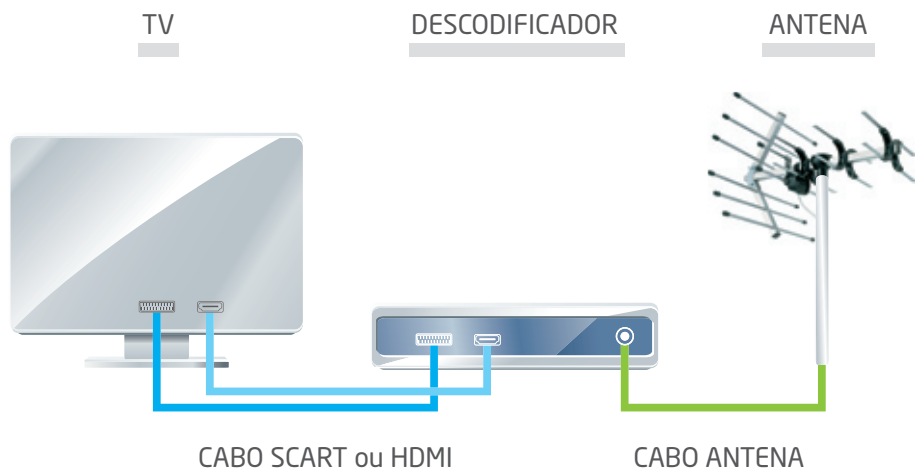 TV
DESCODIFICADOR
ANTENA
CABO SCART ou HDMI
CABO ANTENA